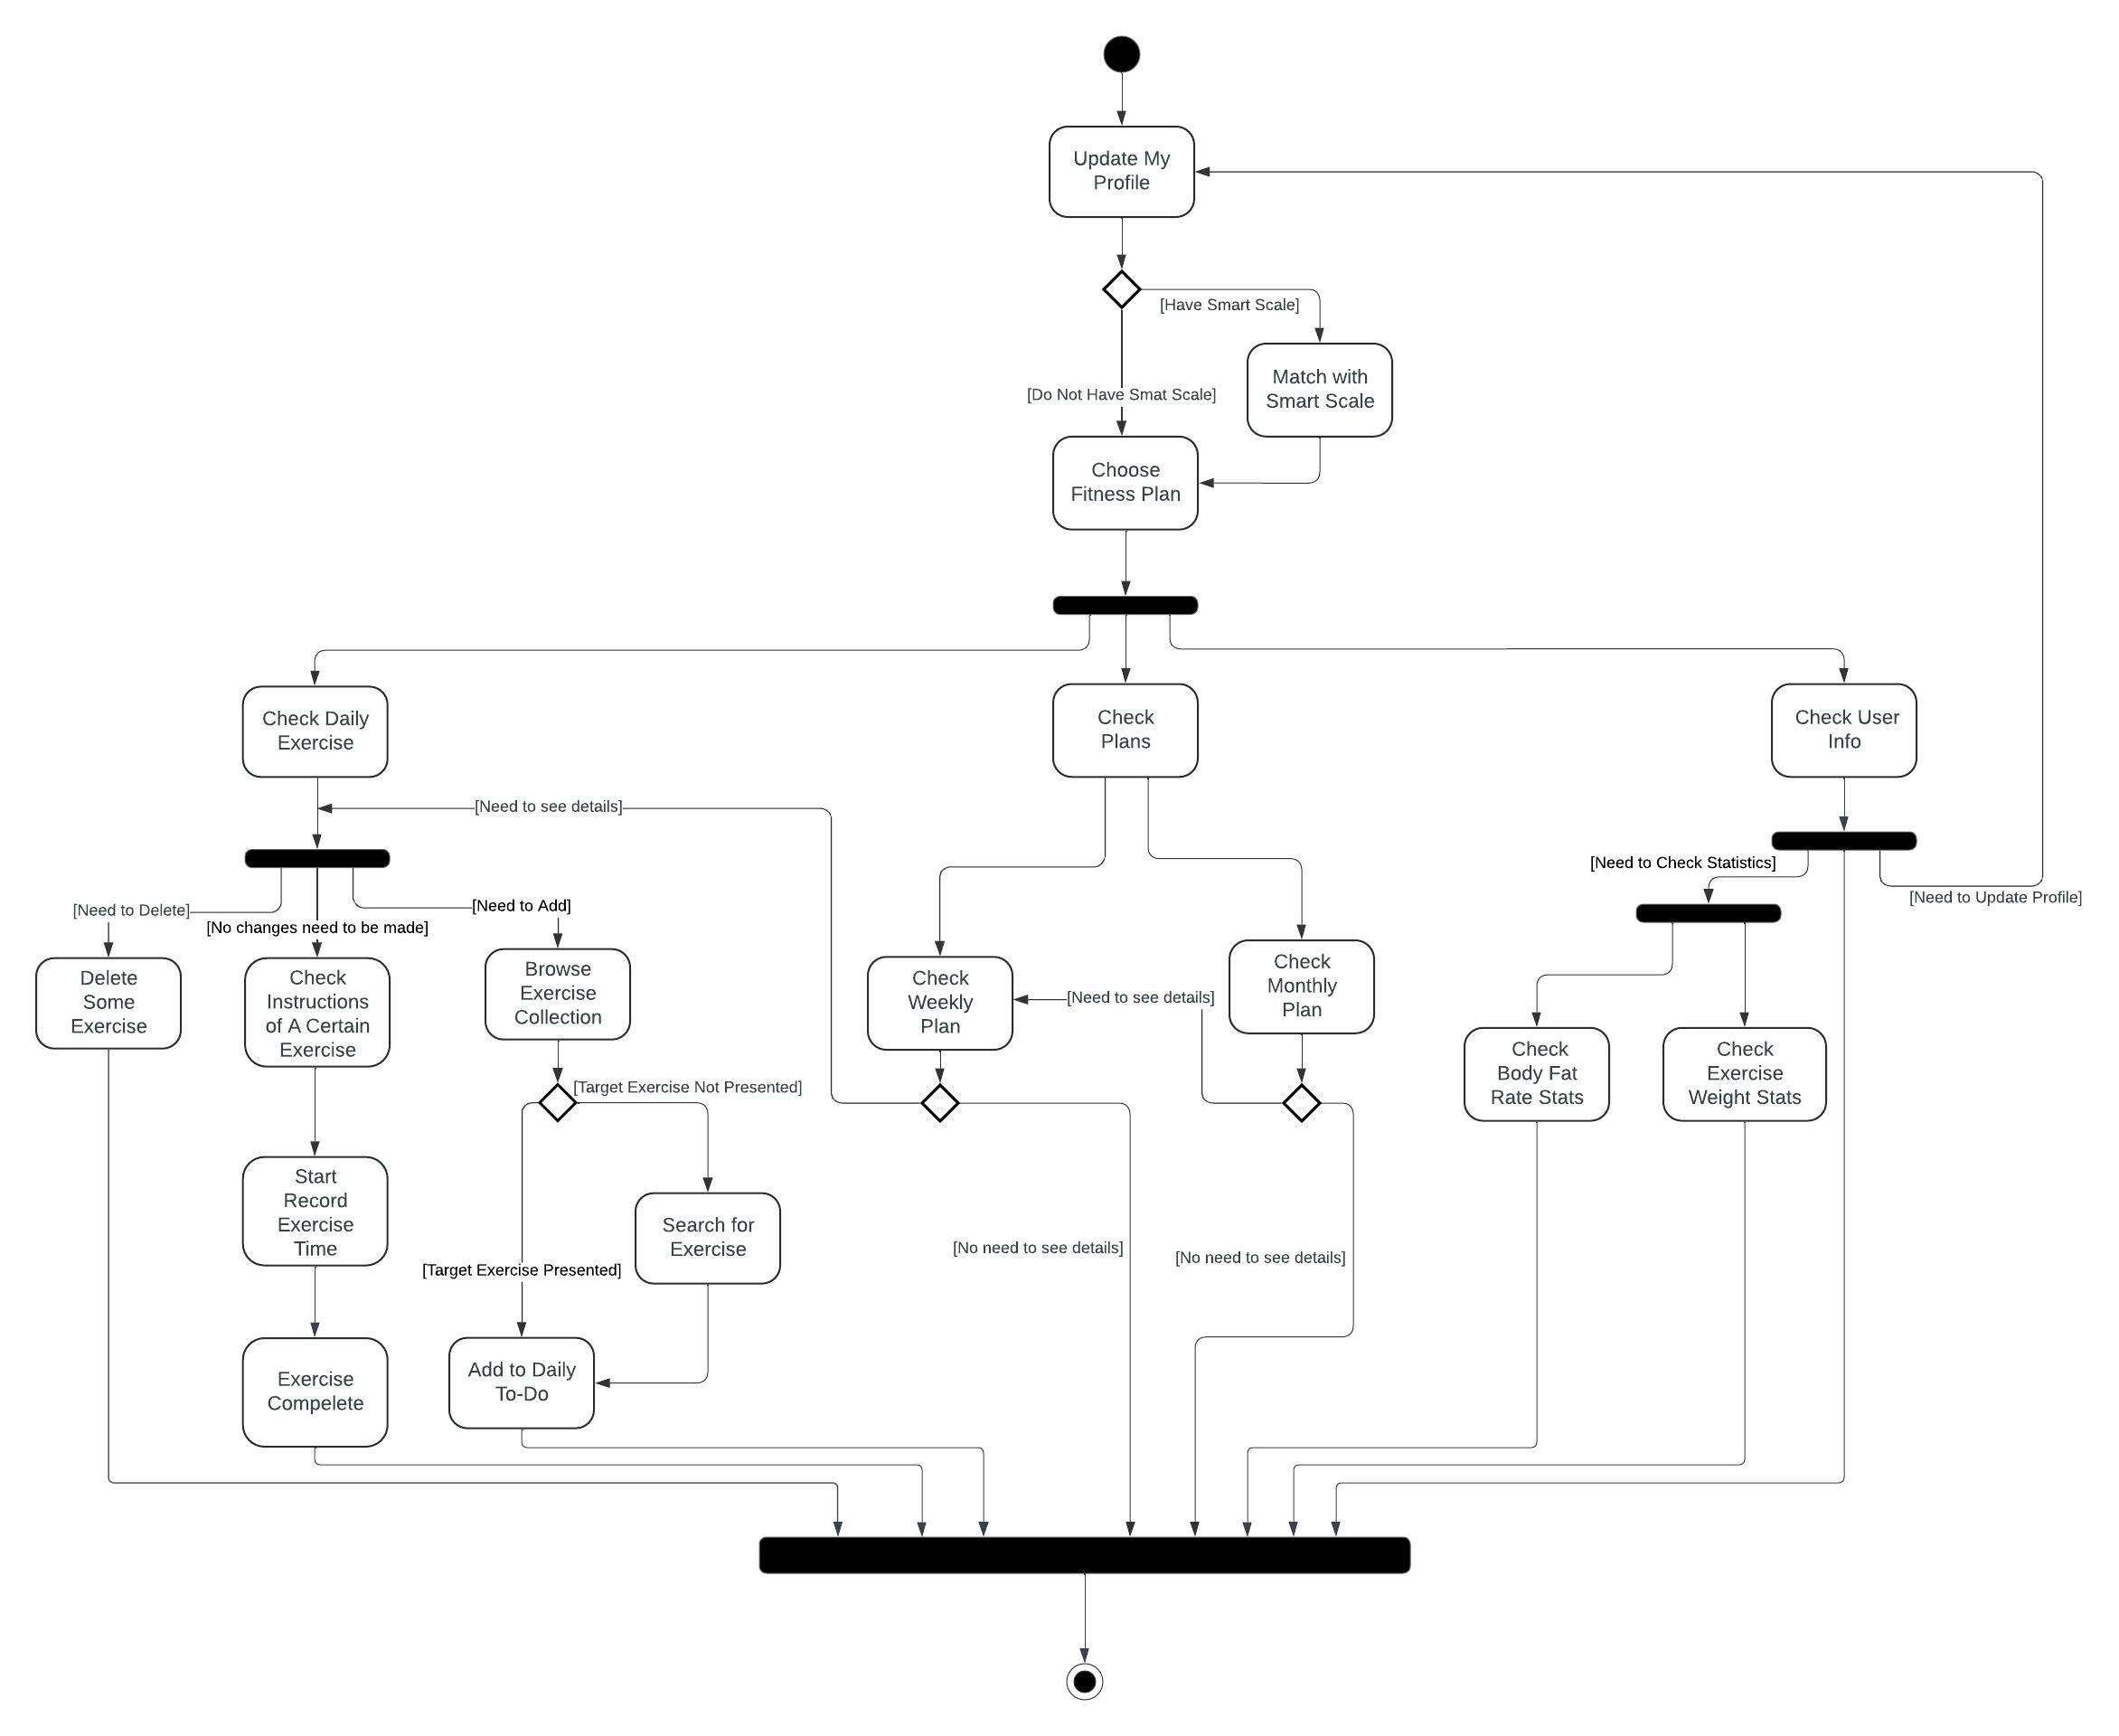 Update My
Profile
[Have Smart Scale]
Match with
Smart Scale
[Do Not Have Smat Scale]
Choose
Fitness Plan
Check Daily
Exercise
Check
Plans
Check User
Info
[Need to see details]
[Need to Check Statistics]
[Need to Update Profile]
[Need to Delete]
[No changes need to be made]
[Need to Add]
Delete
Some
Exercise
Check
Instructions
of A Certain
Exercise
Browse
Exercise
Collection
Check
Weekly
Plan
[Need to see details]
Check
Monthly
Plan
Check
Body Fat
Rate Stats
Check
Exercise
Weight Stats
[Target Exercise Not Presented]
Start
Record
Exercise
Time
Search for
Exercise
[Target Exercise Presented]
[No need to see details]
[No need to see details]
Exercise
Compelete
Add to Daily
To-Do